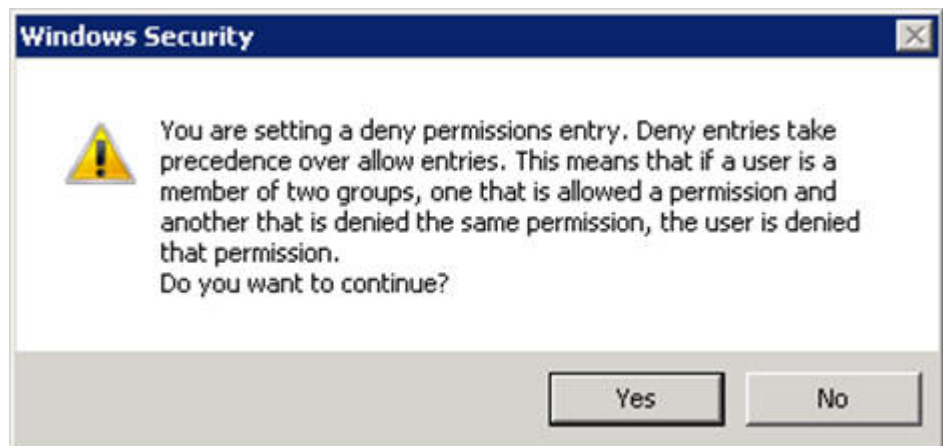 Windows Security
You are setting a deny permissions entry. Deny entries take
precedence over allow entries. This means that if a user is a
member of two groups, one that is allowed a permission and
another that is denied the same permission, the user is denied
that permission.
Do you want to continue?
Yes
No